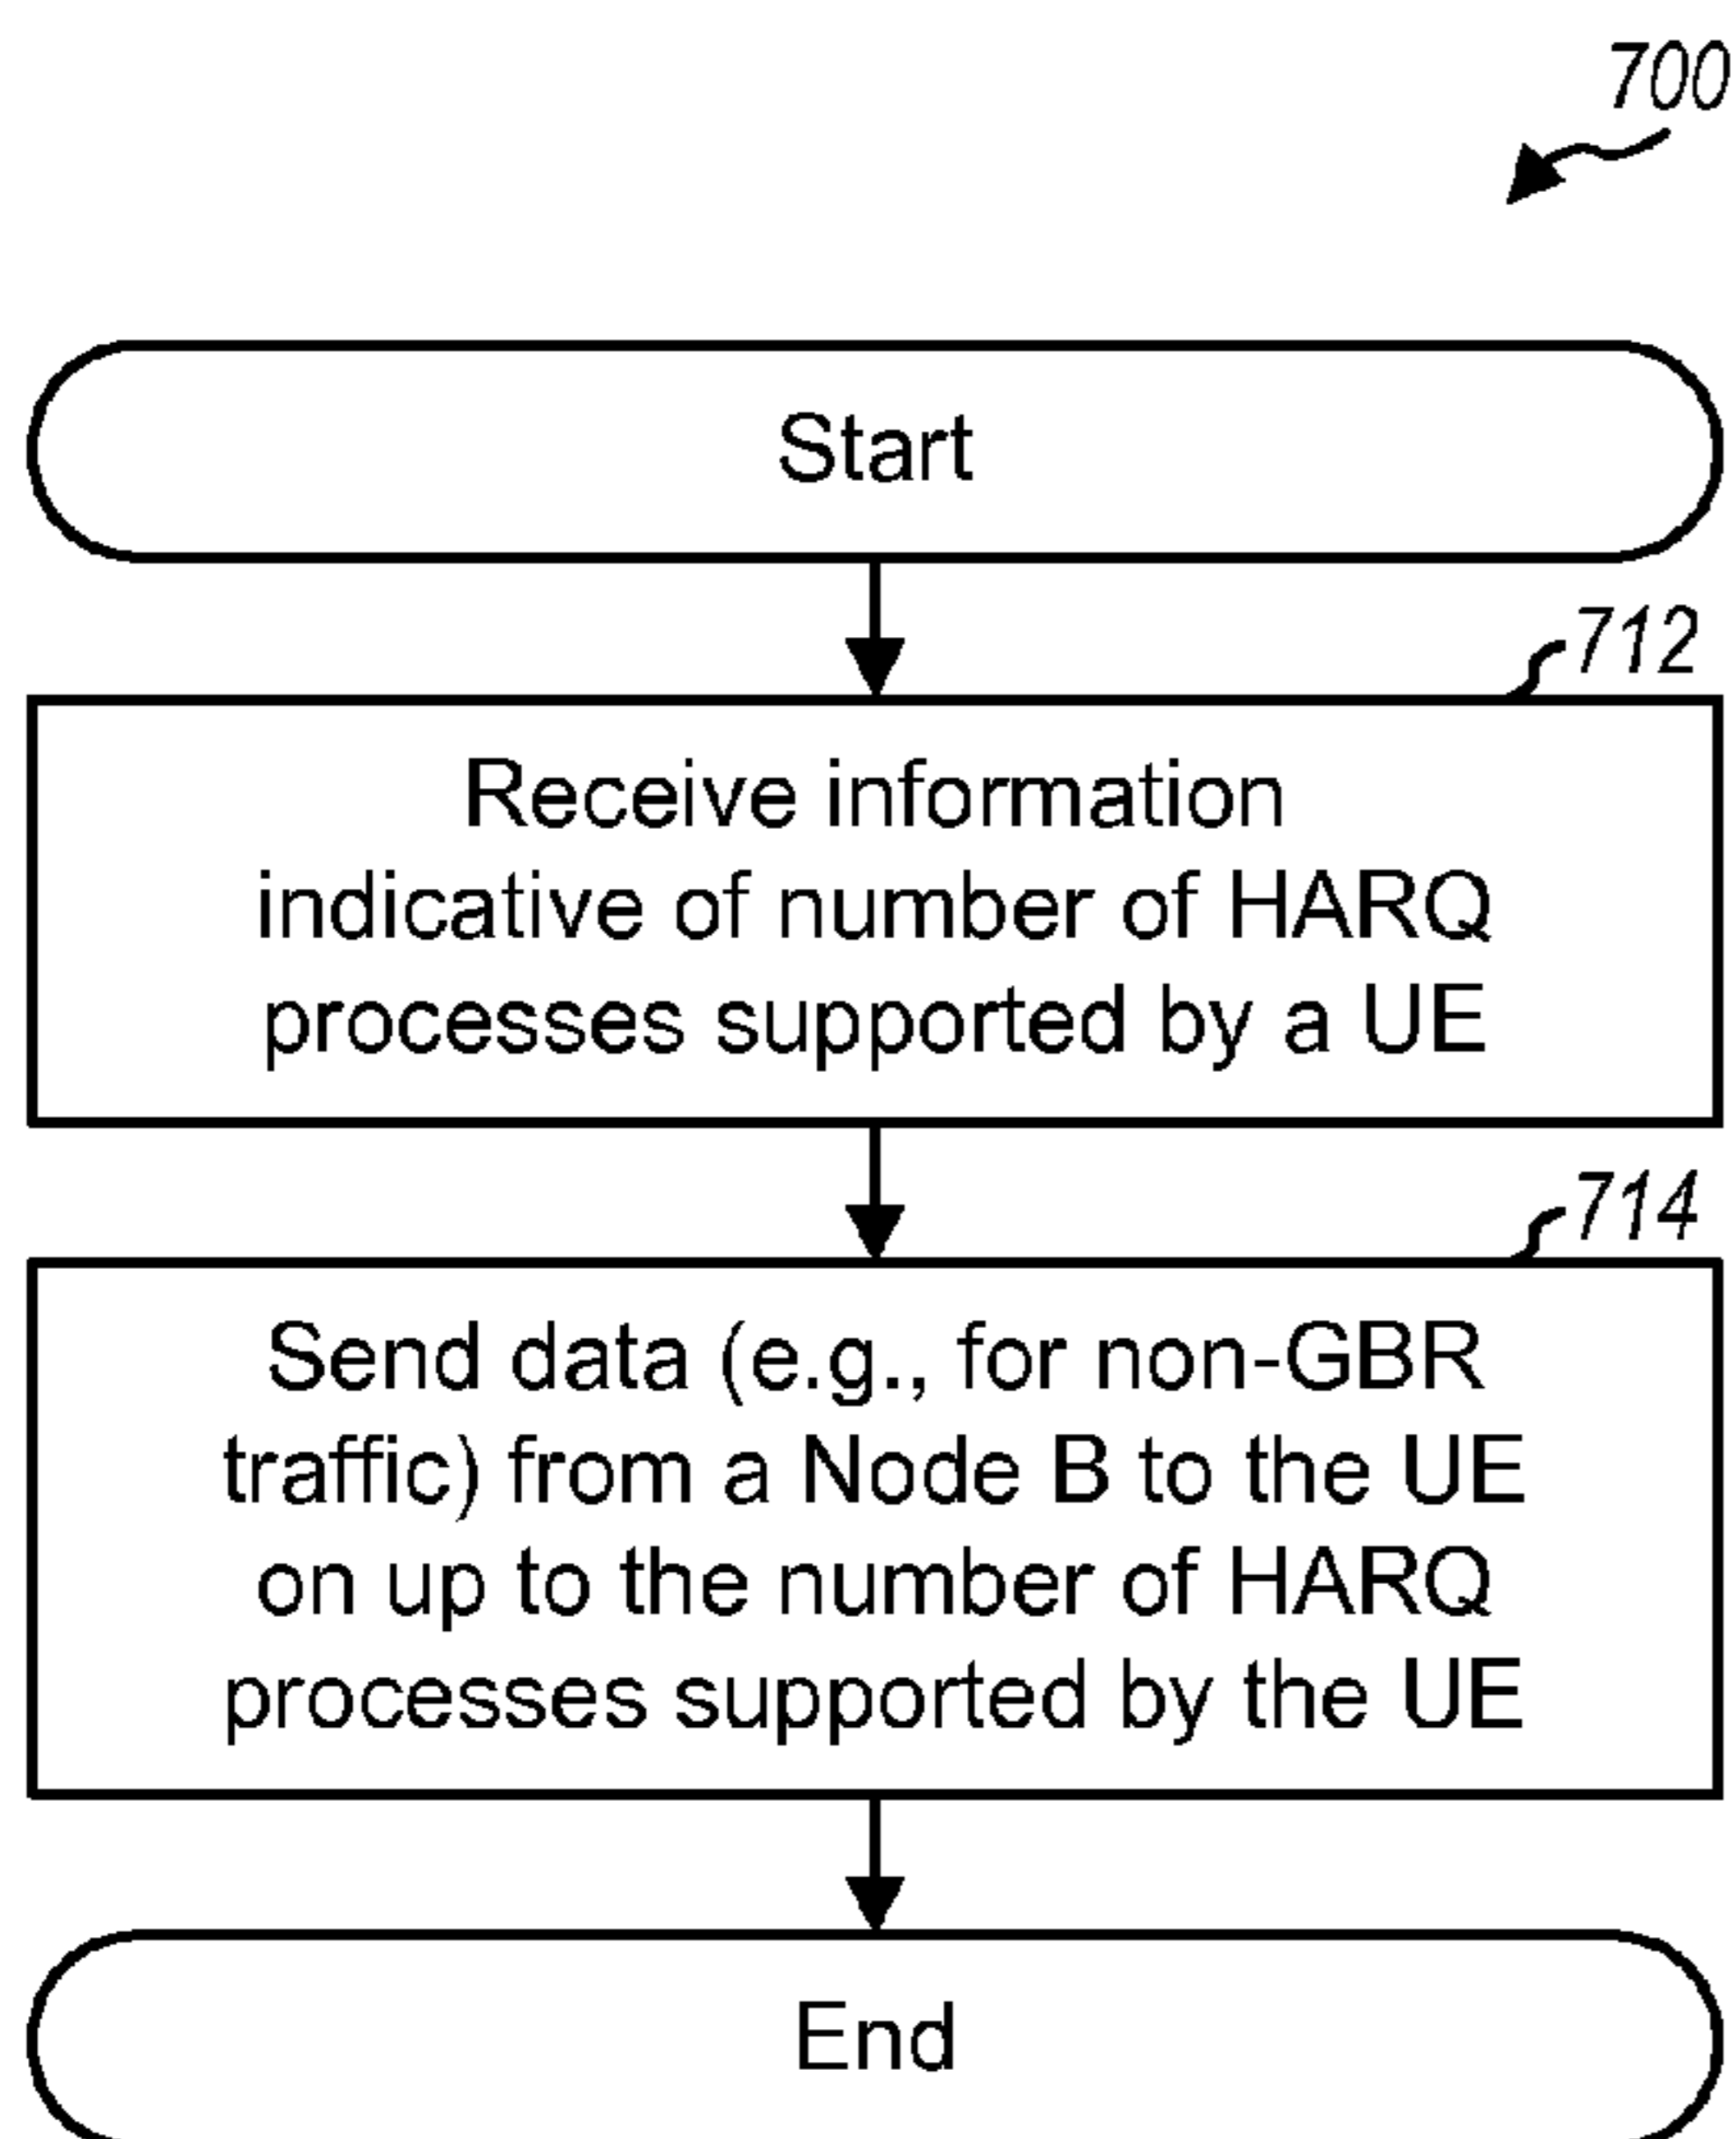 700
Start
712
Receive information
indicative of number of HARQ
processes supported by a UE
714
Send data (e.g., for non-GBR
traffic) from a Node B to the UE
on up to the number of HARQ
processes supported by the UE
End